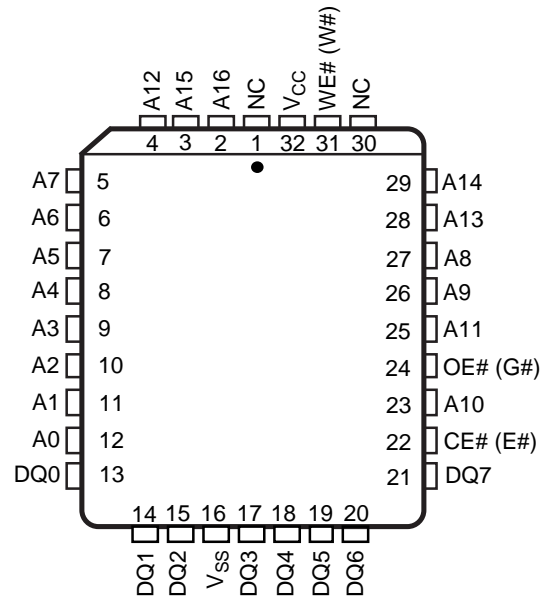 A12 A15 A16 NC VCC WE# (W#) NC
4 3 2 1 32 31 30
A7 5 29 A14
A6 6 28 A13
A5 7 27 A8
A4 8 26 A9
A3 9 25 A11
A2 10 24 OE# (G#)
A1 11 23 A10
A0 12 22 CE# (E#)
DQ0 13 21 DQ7
14 15 16 17 18 19 20
DQ1 DQ2 VSS DQ3 DQ4 DQ5 DQ6